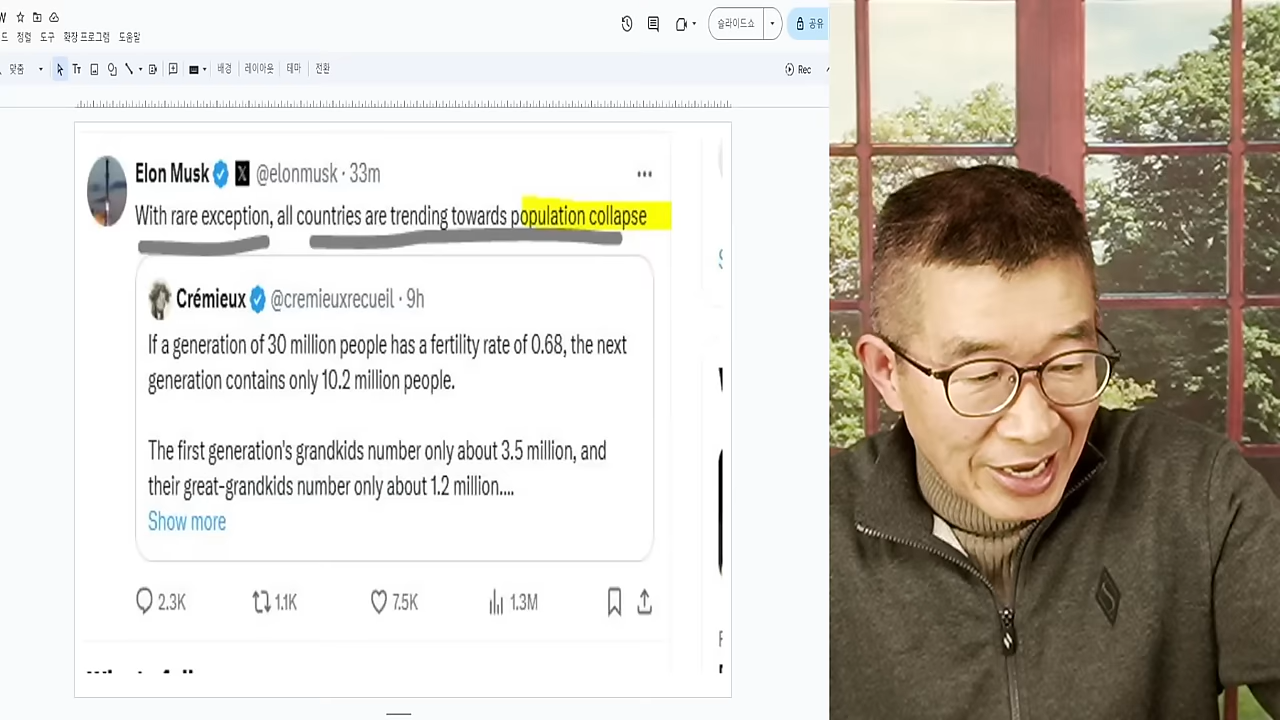 정렬 도구 확장 프로그램 도움말
슬라이드쇼
공유
맞춤
배경
레이아웃
테마
전환
Rec
Elon Musk @elonmusk · 33m
With rare exception, all countries are trending towards population collapse
Crémieux @cremieuxrecueil · 9h
If a generation of 30 million people has a fertility rate of 0.68, the next
generation contains only 10.2 million people.
The first generation's grandkids number only about 3.5 million, and
their great-grandkids number only about 1.2 million....
Show more
2.3K 1.1K 7.5K 1.3M